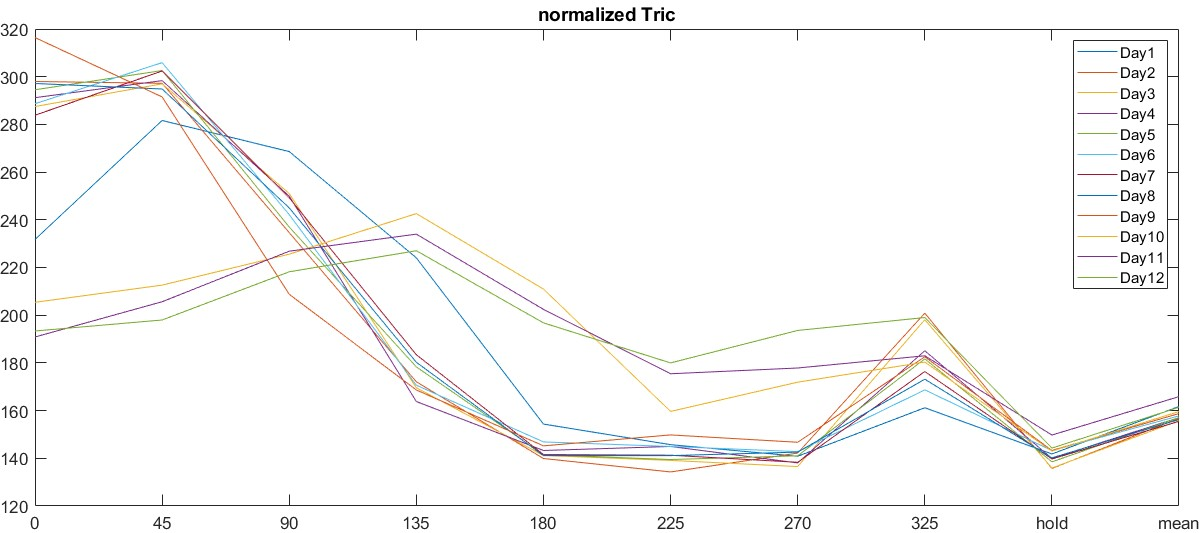 normalized Tric
320
300
280
260
240
220
200
180
160
140
120
0 45 90 135 180 225 270 325 hold mean
Day1
Day2
Day3
Day4
Day5
Day6
Day7
Day8
Day9
Day10
Day11
Day12